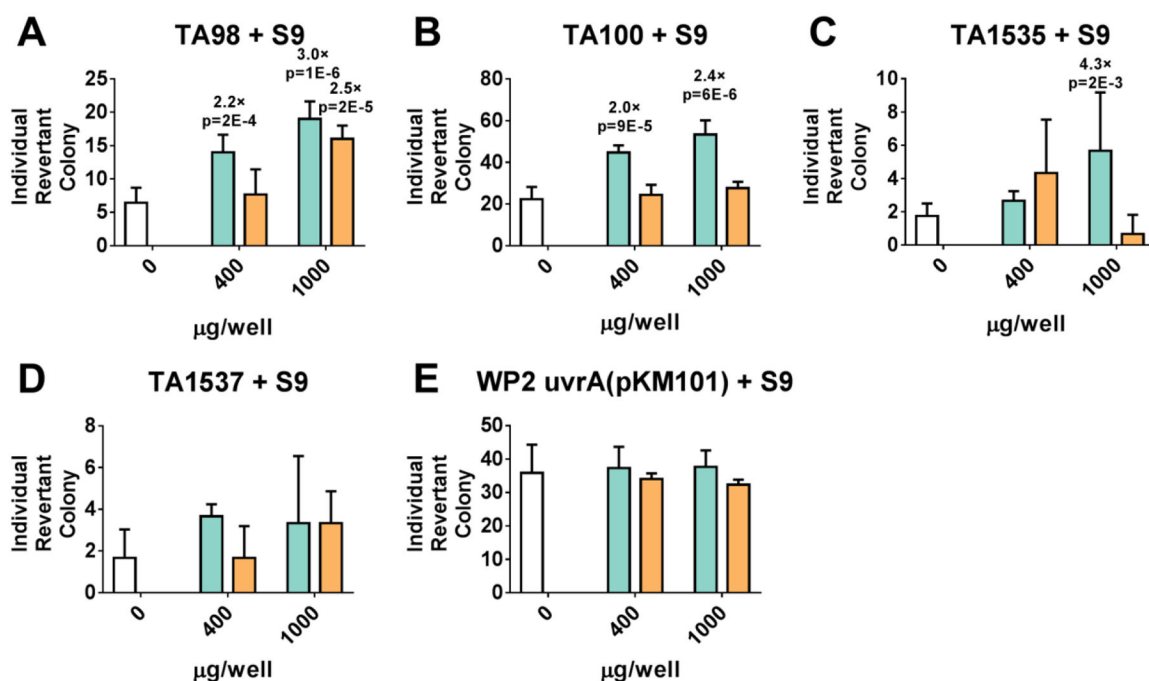 A
TA98 + S9
Individual
Revertant
Colony
25
20
15
10
5
0
2.2×
p=2E-4
3.0×
p=1E-6
2.5×
p=2E-5
0
400
1000
µg/well
B
TA100 + S9
Individual
Revertant
Colony
80
60
40
20
0
2.0×
p=9E-5
2.4×
p=6E-6
0
400
1000
µg/well
C
TA1535 + S9
Individual
Revertant
Colony
10
8
6
4
2
0
4.3×
p=2E-3
0
400
1000
µg/well
D
TA1537 + S9
Individual
Revertant
Colony
8
6
4
2
0
0
400
1000
µg/well
E
WP2 uvrA(pKM101) + S9
Individual
Revertant
Colony
50
40
30
20
10
0
0
400
1000
µg/well